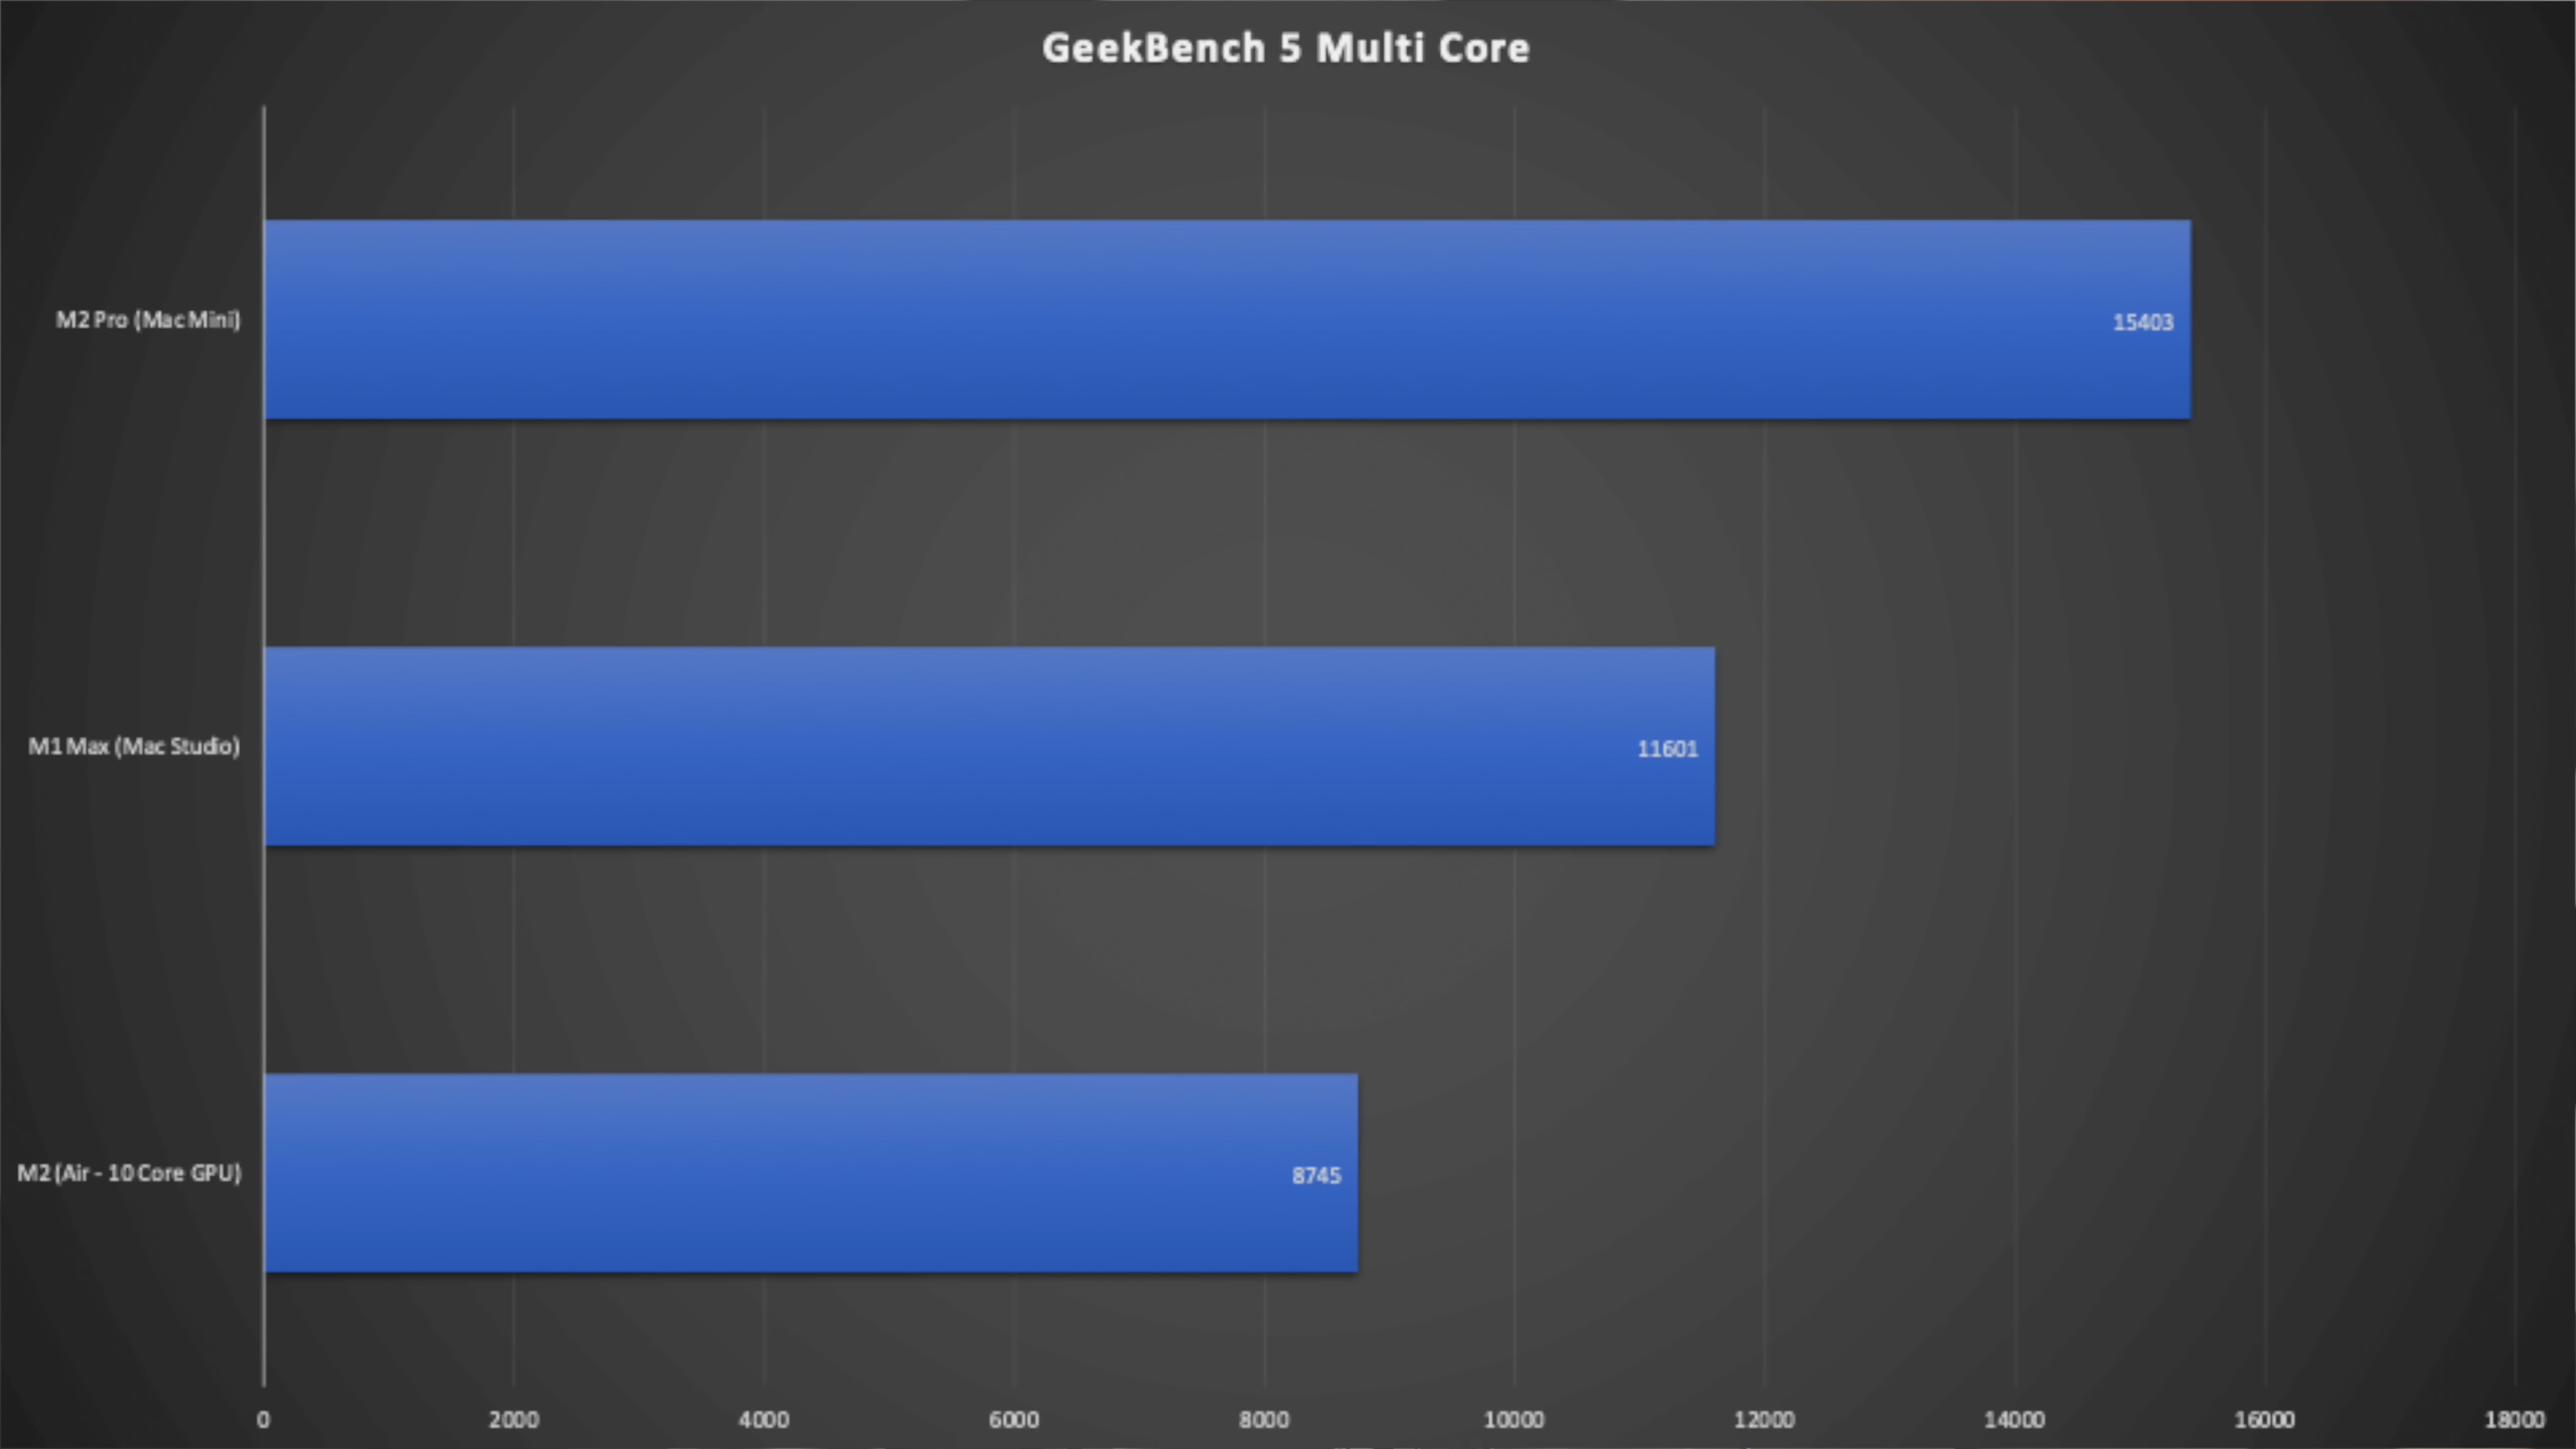 GeekBench 5 Multi Core
M2 Pro (Mac Mini)
15403
M1 Max (Mac Studio)
11601
M2 (Air - 10 Core GPU)
8745
0 2000 4000 6000 8000 10000 12000 14000 16000 18000